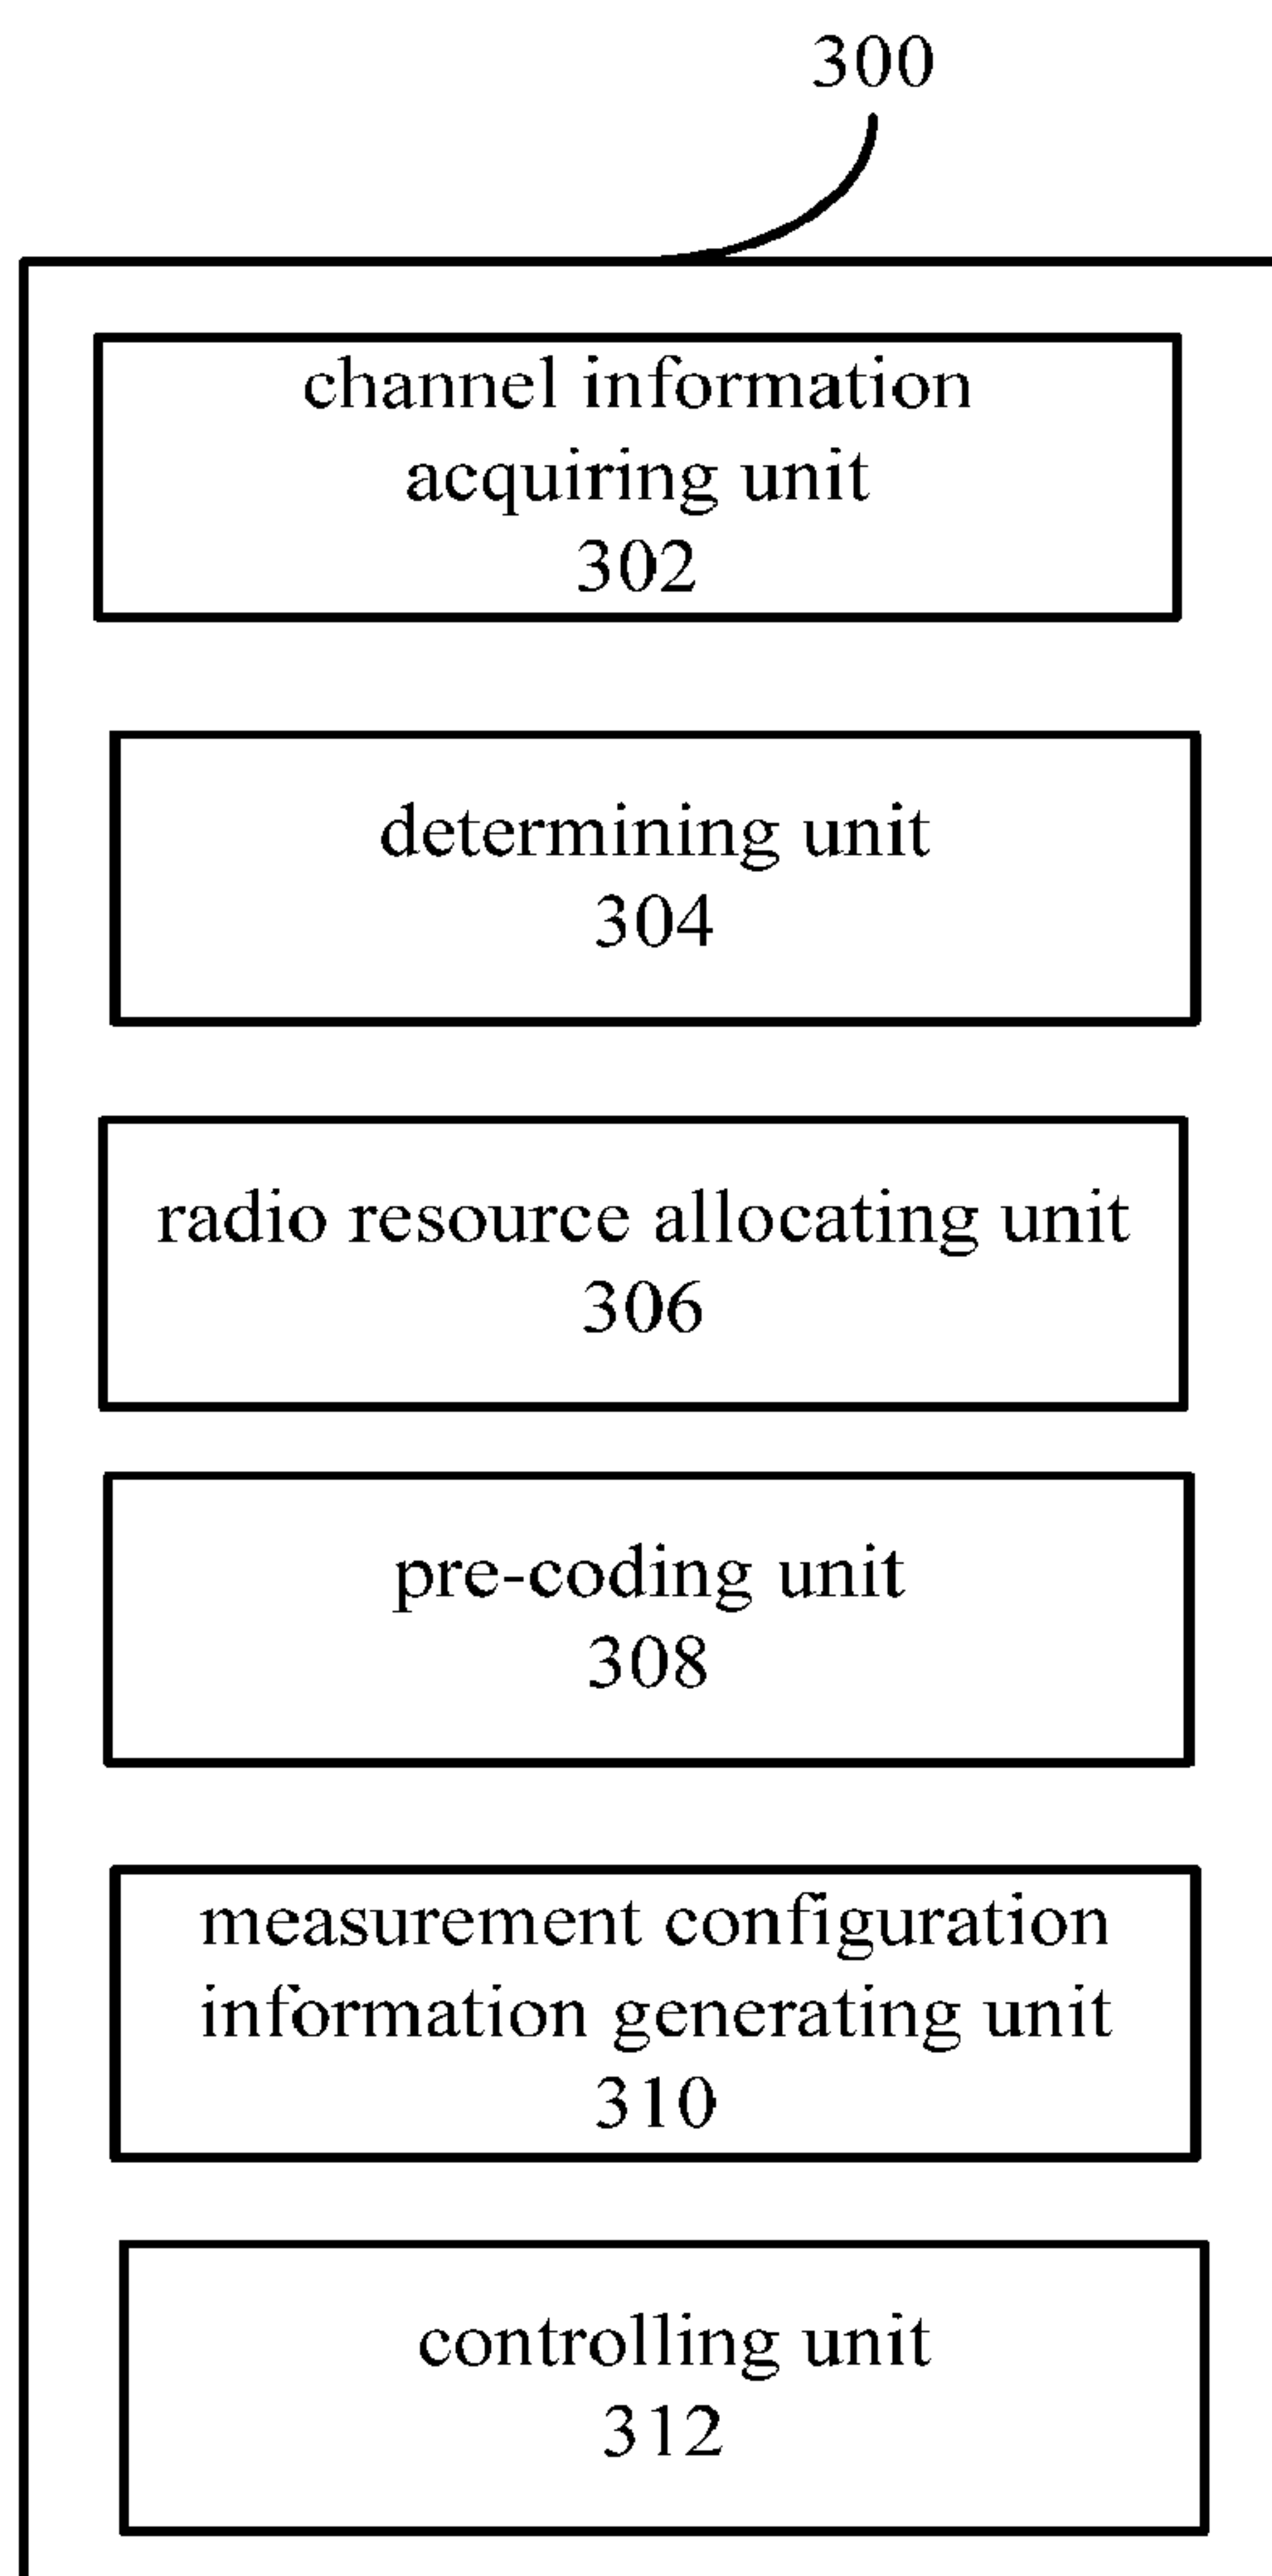 300
channel information
acquiring unit
302
determining unit
304
radio resource allocating unit
306
pre-coding unit
308
measurement configuration
information generating unit
310
controlling unit
312